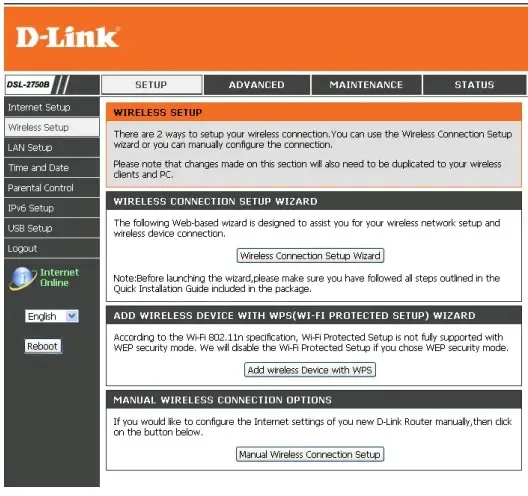 D-Link
DSL-2750B
SETUP
ADVANCED
MAINTENANCE
STATUS
Internet Setup
Wireless Setup
LAN Setup
Time and Date
Parental Control
IPv6 Setup
USB Setup
Logout
Internet
Online
English
Reboot
WIRELESS SETUP
There are 2 ways to setup your wireless connection.You can use the Wireless Connection Setup
wizard or you can manually configure the connection.
Please note that changes made on this section will also need to be duplicated to your wireless
clients and PC.
WIRELESS CONNECTION SETUP WIZARD
The following Web-based wizard is designed to assist you for your wireless network setup and
wireless device connection.
Wireless Connection Setup Wizard
Note:Before launching the wizard,please make sure you have followed all steps outlined in the
Quick Installation Guide included in the package.
ADD WIRELESS DEVICE WITH WPS(WI-FI PROTECTED SETUP) WIZARD
According to the Wi-Fi 802.11n specification, Wi-Fi Protected Setup is not fully supported with
WEP security mode. We will disable the Wi-Fi Protected Setup if you chose WEP security mode.
Add wireless Device with WPS
MANUAL WIRELESS CONNECTION OPTIONS
If you would like to configure the Internet settings of you new D-Link Router manually,then click
on the button below.
Manual Wireless Connection Setup